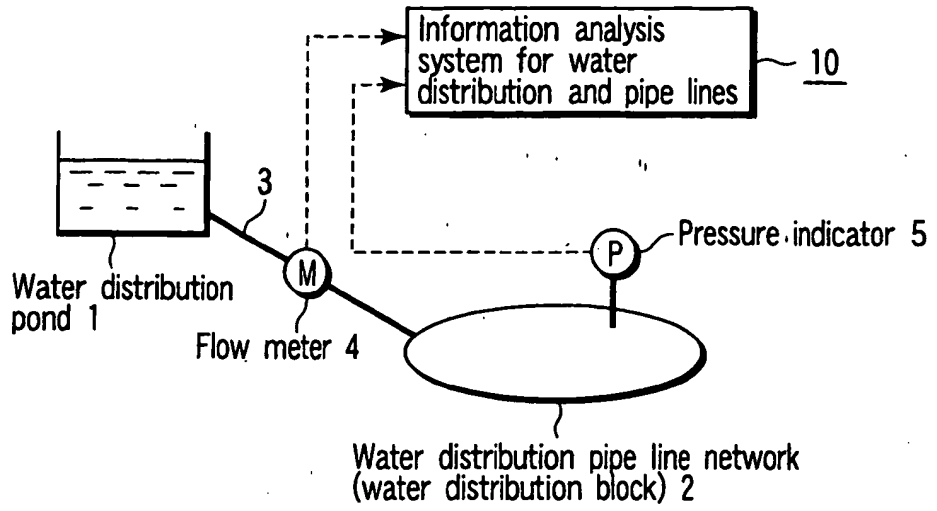 Information analysis
system for water
distribution and pipe lines
10
3
M
P
Pressure indicator 5
Water distribution
pond 1
Flow meter 4
Water distribution pipe line network
(water distribution block) 2